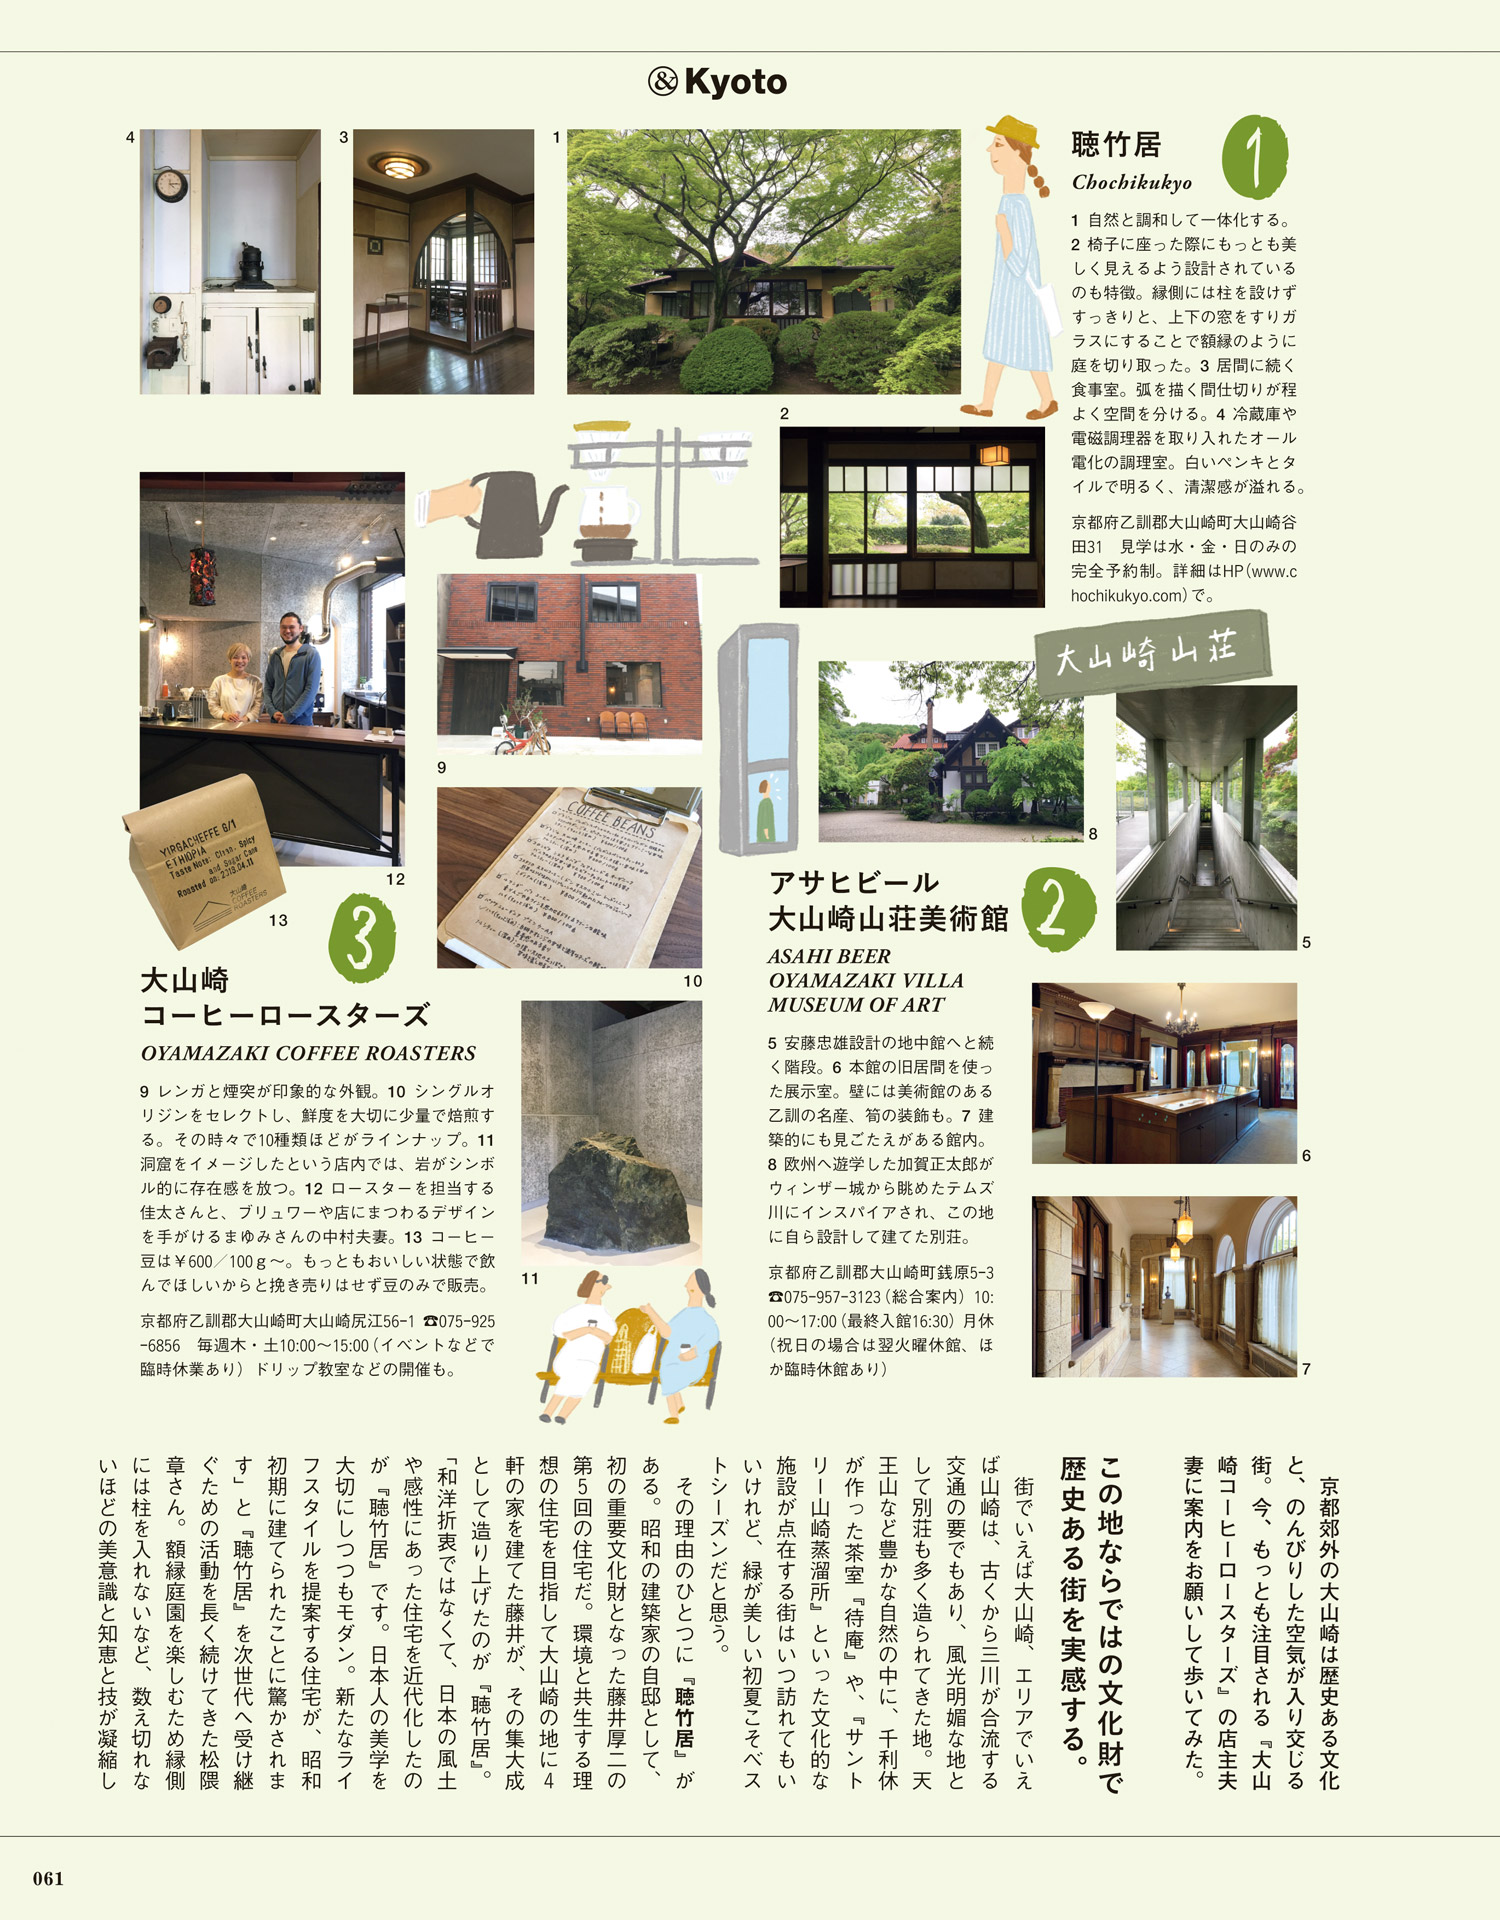 &Kyoto
1
聴竹居
Chochikukyo
1 自然と調和して一体化する。
2 椅子に座った際にもっとも美
しく見えるよう設計されている
のも特徴。縁側には柱を設けず
すっきりと、上下の窓をすりガ
ラスにすることで額縁のように
庭を切り取った。3 居間に続く
食事室。弧を描く間仕切りが程
よく空間を分ける。4 冷蔵庫や
電磁調理器を取り入れたオール
電化の調理室。白いペンキとタ
イルで明るく、清潔感が溢れる。
京都府乙訓郡大山崎町大山崎谷
田31　見学は水・金・日のみの
完全予約制。詳細はHP(www.c
hochikukyo.com)で。
4
3
1
2
大山崎山荘
5
8
2
アサヒビール
大山崎山荘美術館
ASAHI BEER
OYAMAZAKI VILLA
MUSEUM OF ART
5 安藤忠雄設計の地中館へと続
く階段。6 本館の旧居間を使っ
た展示室。壁には美術館のある
乙訓の名産、筍の装飾も。7 建
築的にも見ごたえがある館内。
8 欧州へ遊学した加賀正太郎が
ウィンザー城から眺めたテムズ
川にインスパイアされ、この地
に自ら設計して建てた別荘。
京都府乙訓郡大山崎町銭原5-3
☎075-957-3123(総合案内) 10:
00〜17:00(最終入館16:30) 月休
(祝日の場合は翌火曜休館、ほ
か臨時休館あり)
6
7
9
12
COFFEE BEANS
10
YIRGACHEFFE G/1
ETHIOPIA
Taste Note: Clean, Spicy
and Sugar Cane
Roasted on: 2019.04.11
大山崎
COFFEE
ROASTERS
13
3
大山崎
コーヒーロースターズ
OYAMAZAKI COFFEE ROASTERS
9 レンガと煙突が印象的な外観。10 シングルオ
リジンをセレクトし、鮮度を大切に少量で焙煎す
る。その時々で10種類ほどがラインナップ。11
洞窟をイメージしたという店内では、岩がシンボ
ル的に存在感を放つ。12 ロースターを担当する
佳太さんと、ブリュワーや店にまつわるデザイン
を手がけるまゆみさんの中村夫妻。13 コーヒー
豆は¥600／100g〜。もっともおいしい状態で飲
んでほしいからと挽き売りはせず豆のみで販売。
京都府乙訓郡大山崎町大山崎尻江56-1 ☎075-925
-6856　毎週木・土10:00〜15:00(イベントなどで
臨時休業あり) ドリップ教室などの開催も。
11
京都郊外の大山崎は歴史ある文化
と、のんびりした空気が入り交じる
街。今、もっとも注目される『大山
崎コーヒーロースターズ』の店主夫
妻に案内をお願いして歩いてみた。
この地ならではの文化財で
歴史ある街を実感する。
街でいえば大山崎、エリアでいえ
ば山崎は、古くから三川が合流する
交通の要でもあり、風光明媚な地と
して別荘も多く造られてきた地。天
王山など豊かな自然の中に、千利休
が作った茶室『待庵』や、『サント
リー山崎蒸溜所』といった文化的な
施設が点在する街はいつ訪れてもい
いけれど、緑が美しい初夏こそベス
トシーズンだと思う。
その理由のひとつに『聴竹居』が
ある。昭和の建築家の自邸として、
初の重要文化財となった藤井厚二の
第5回の住宅だ。環境と共生する理
想の住宅を目指して大山崎の地に4
軒の家を建てた藤井が、その集大成
として造り上げたのが『聴竹居』。
「和洋折衷ではなくて、日本の風土
や感性にあった住宅を近代化したの
が『聴竹居』です。日本人の美学を
大切にしつつもモダン。新たなライ
フスタイルを提案する住宅が、昭和
初期に建てられたことに驚かされま
す」と『聴竹居』を次世代へ受け継
ぐための活動を長く続けてきた松隈
章さん。額縁庭園を楽しむため縁側
には柱を入れないなど、数え切れな
いほどの美意識と知恵と技が凝縮し
061